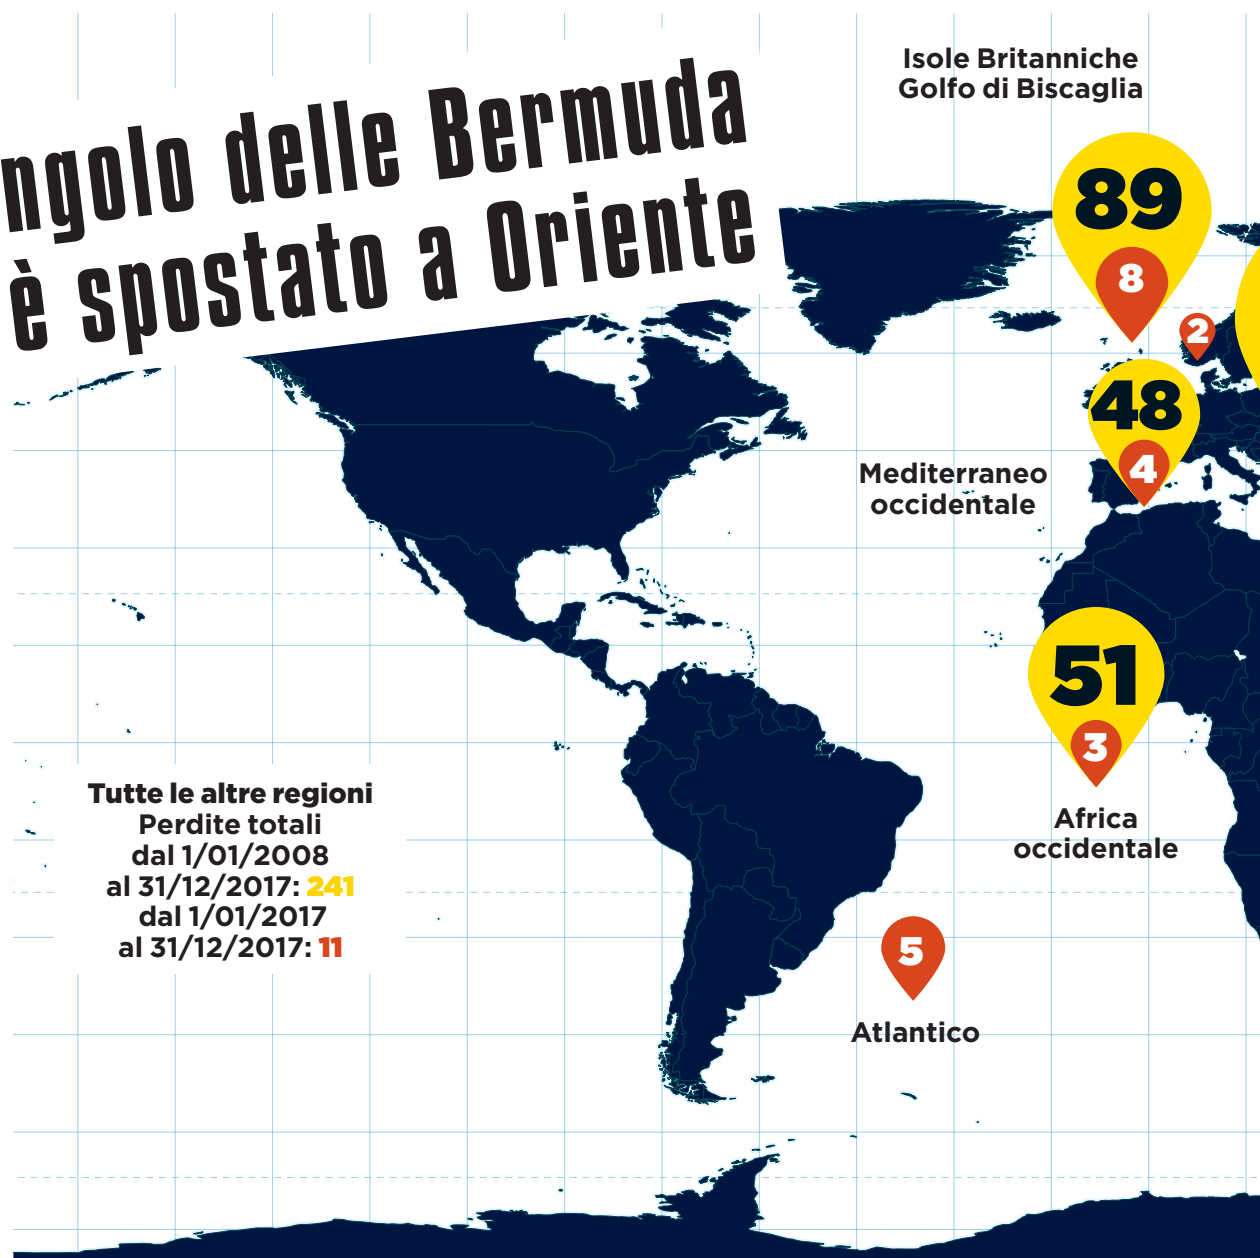 ngolo delle Bermuda
è spostato a Oriente
Isole Britanniche
Golfo di Biscaglia
89
8
2
48
4
Mediterraneo
occidentale
51
3
Africa
occidentale
Tutte le altre regioni
Perdite totali
dal 1/01/2008
al 31/12/2017: 241
dal 1/01/2017
al 31/12/2017: 11
5
Atlantico